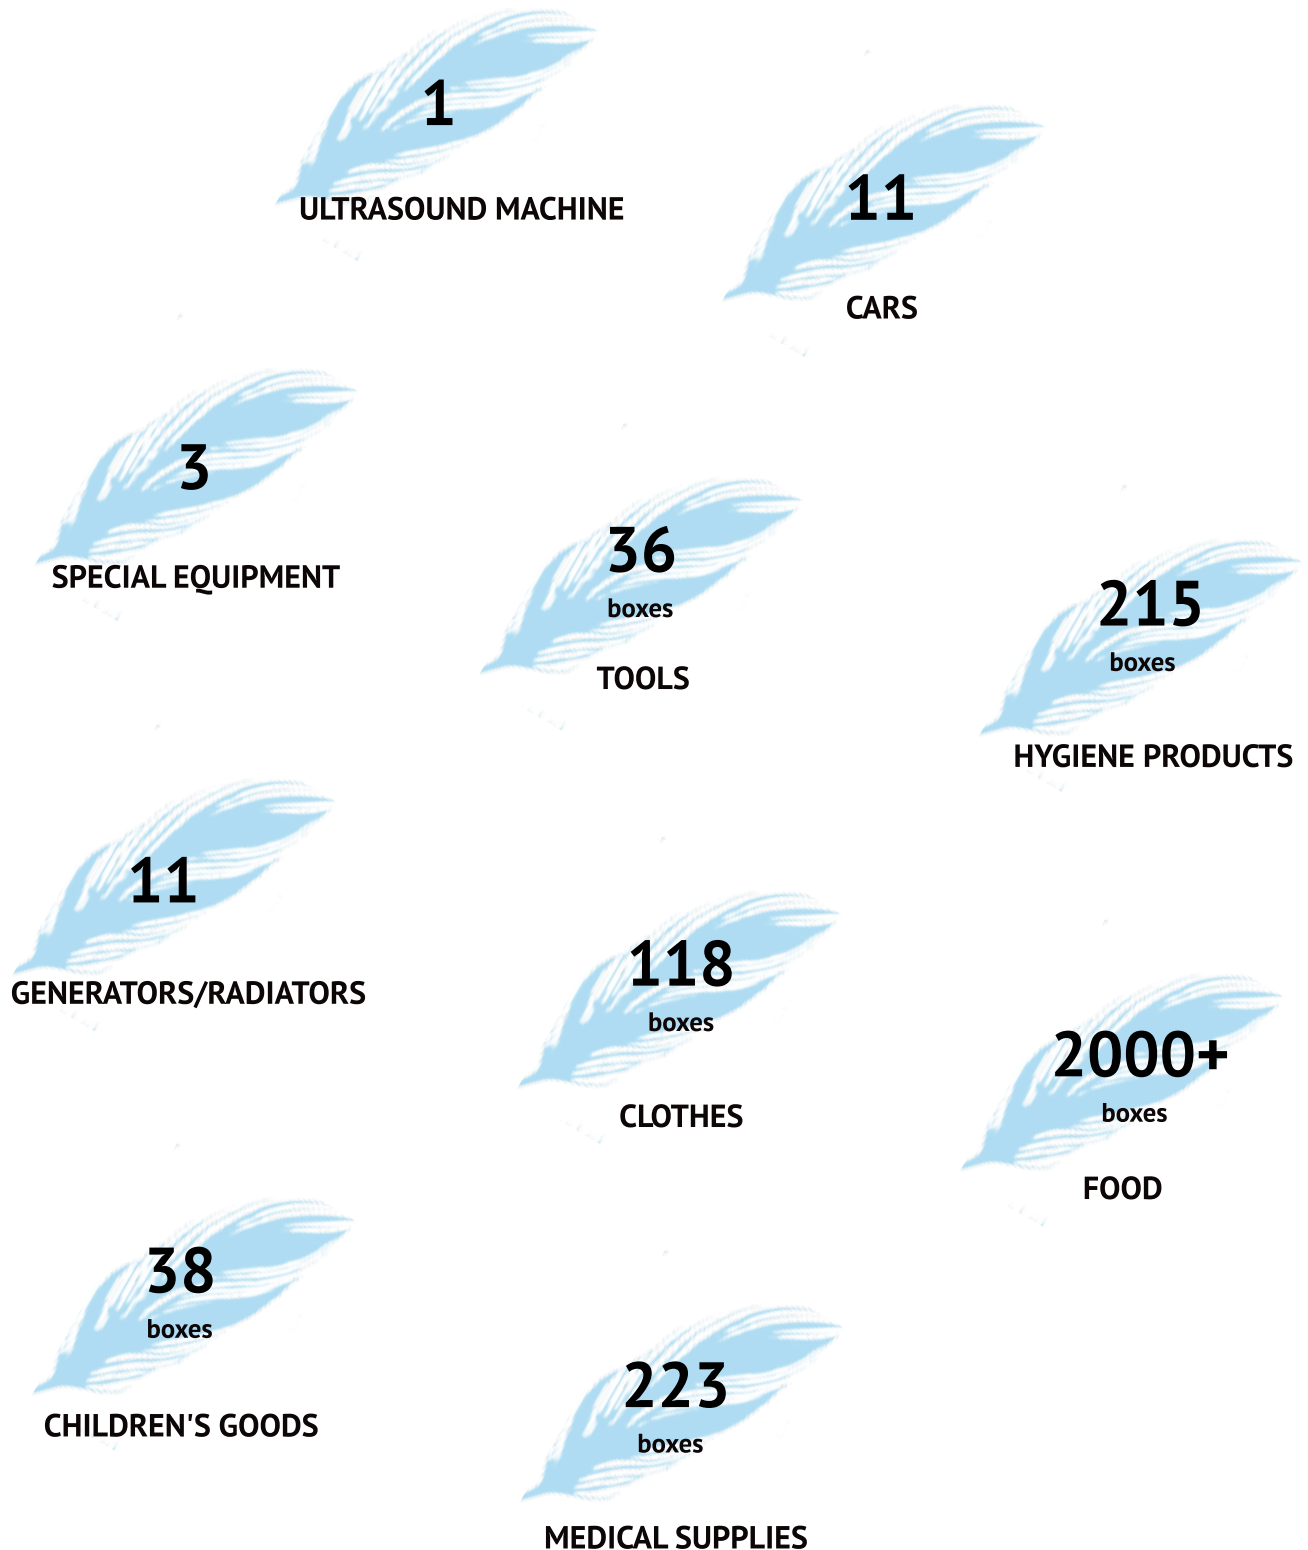 1
ULTRASOUND MACHINE
11
CARS
3
SPECIAL EQUIPMENT
36
boxes
TOOLS
215
boxes
HYGIENE PRODUCTS
11
GENERATORS/RADIATORS
118
boxes
CLOTHES
2000+
boxes
FOOD
38
boxes
CHILDREN'S GOODS
223
boxes
MEDICAL SUPPLIES